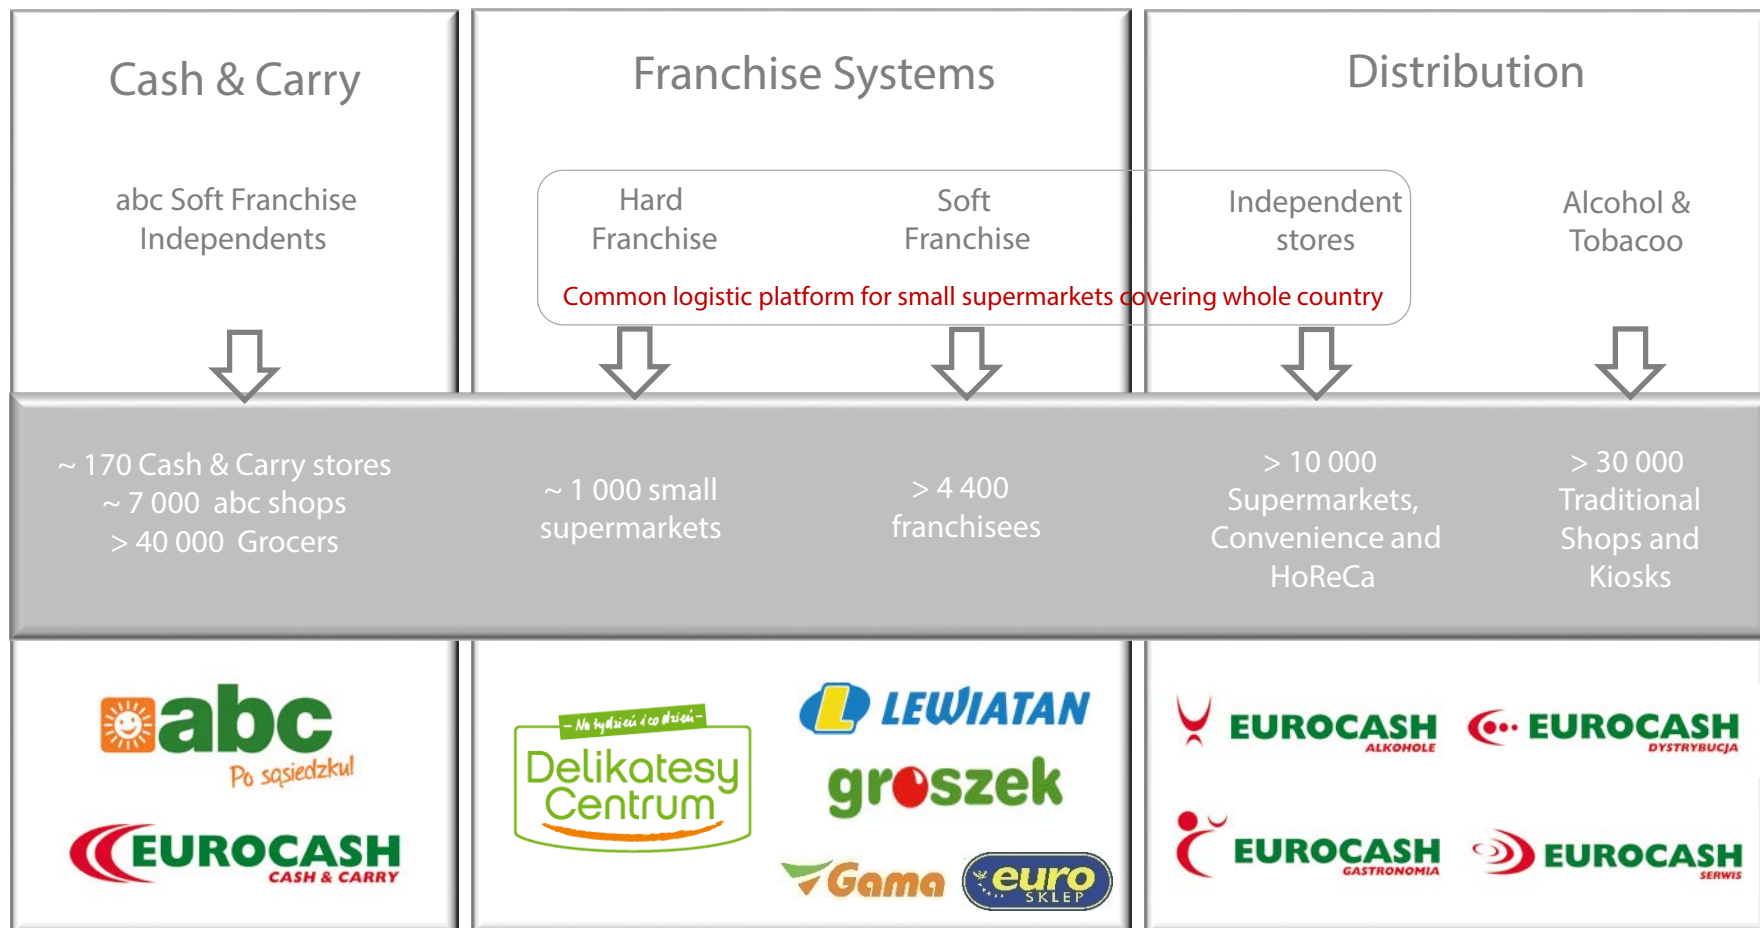 Cash & Carry
abc Soft Franchise
Independents
~ 170 Cash & Carry stores
~ 7 000 abc shops
> 40 000 Grocers
abc
Po sąsiedzku!
EUROCASH
CASH & CARRY
Franchise Systems
Hard
Franchise
Soft
Franchise
Common logistic platform for small supermarkets covering whole country
~ 1 000 small
supermarkets
> 4 400
franchisees
– Na tydzień i co dzień –
Delikatesy
Centrum
LEWIATAN
groszek
Gama
euro
SKLEP
Distribution
Independent
stores
Alcohol &
Tobacoo
> 10 000
Supermarkets,
Convenience and
HoReCa
> 30 000
Traditional
Shops and
Kiosks
EUROCASH
ALKOHOLE
EUROCASH
DYSTRYBUCJA
EUROCASH
GASTRONOMIA
EUROCASH
SERWIS